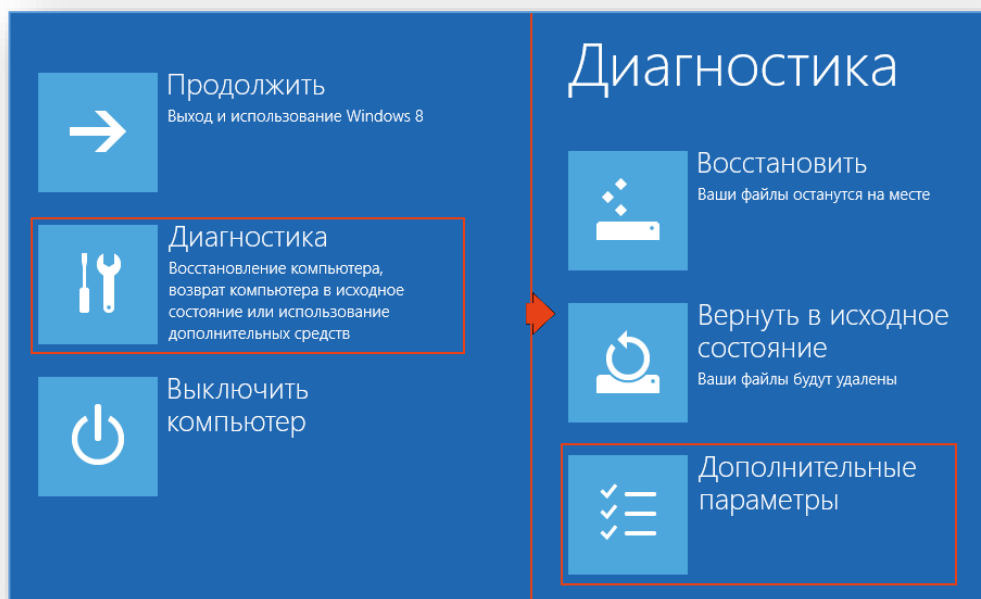 Продолжить
Выход и использование Windows 8
Диагностика
Восстановление компьютера,
возврат компьютера в исходное
состояние или использование
дополнительных средств
Выключить
компьютер
Диагностика
Восстановить
Ваши файлы останутся на месте
Вернуть в исходное
состояние
Ваши файлы будут удалены
Дополнительные
параметры